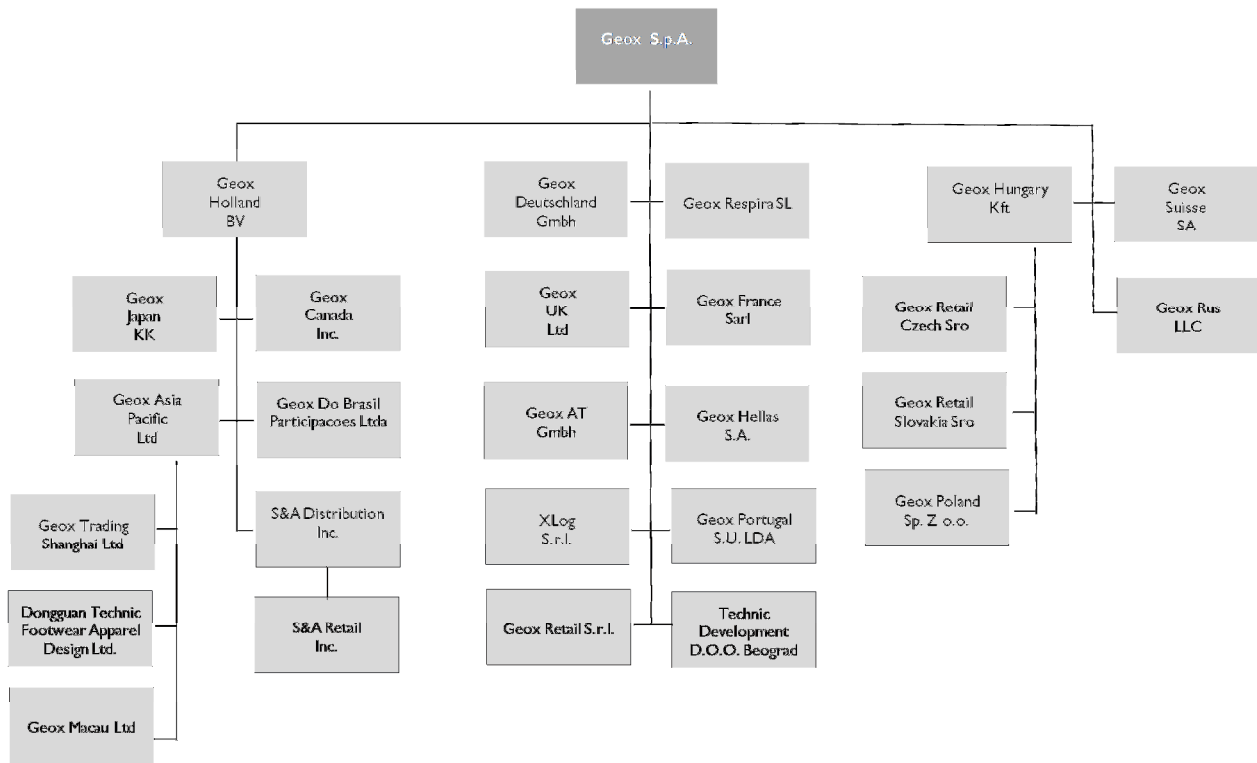 Geox S.p.A.
Geox
Holland
BV
Geox
Deutschland
Gmbh
Geox Respira SL
Geox Hungary
Kft
Geox
Suisse
SA
Geox
Japan
KK
Geox
Canada
Inc.
Geox
UK
Ltd
Geox France
Sarl
Geox Retail
Czech Sro
Geox Rus
LLC
Geox Asia
Pacific
Ltd
Geox Do Brasil
Participacoes Ltda
Geox AT
Gmbh
Geox Hellas
S.A.
Geox Retail
Slovakia Sro
Geox Trading
Shanghai Ltd
S&A Distribution
Inc.
XLog
S.r.l.
Geox Portugal
S.U. LDA
Geox Poland
Sp. Z o.o.
Dongguan Technic
Footwear Apparel
Design Ltd.
S&A Retail
Inc.
Geox Retail S.r.l.
Technic
Development
D.O.O. Beograd
Geox Macau Ltd